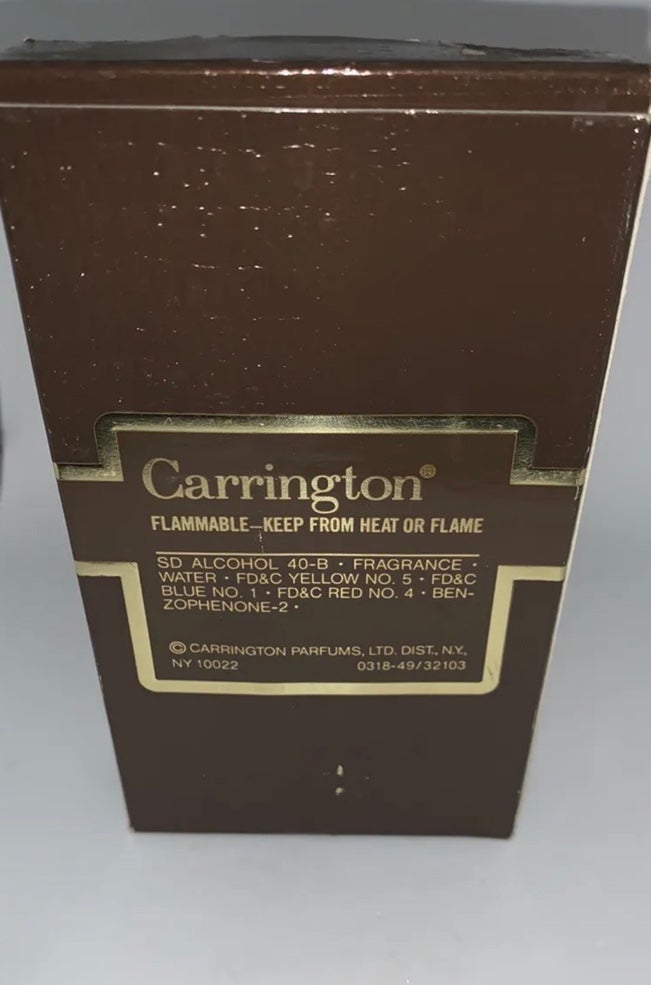 Carrington®
FLAMMABLE—KEEP FROM HEAT OR FLAME
SD ALCOHOL 40-B • FRAGRANCE •
WATER • FD&C YELLOW NO. 5 • FD&C
BLUE NO. 1 • FD&C RED NO. 4 • BEN-
ZOPHENONE-2 •
© CARRINGTON PARFUMS, LTD. DIST., N.Y.,
NY 10022 0318-49/32103